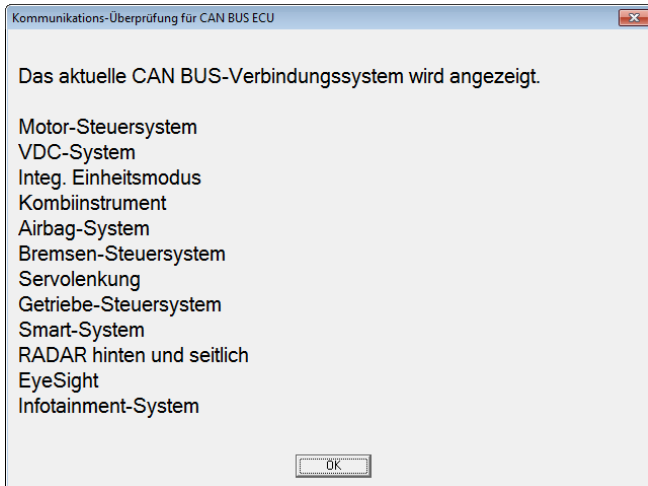 Kommunikations-Überprüfung für CAN BUS ECU
Das aktuelle CAN BUS-Verbindungssystem wird angezeigt.
Motor-Steuersystem
VDC-System
Integ. Einheitsmodus
Kombiinstrument
Airbag-System
Bremsen-Steuersystem
Servolenkung
Getriebe-Steuersystem
Smart-System
RADAR hinten und seitlich
EyeSight
Infotainment-System
OK